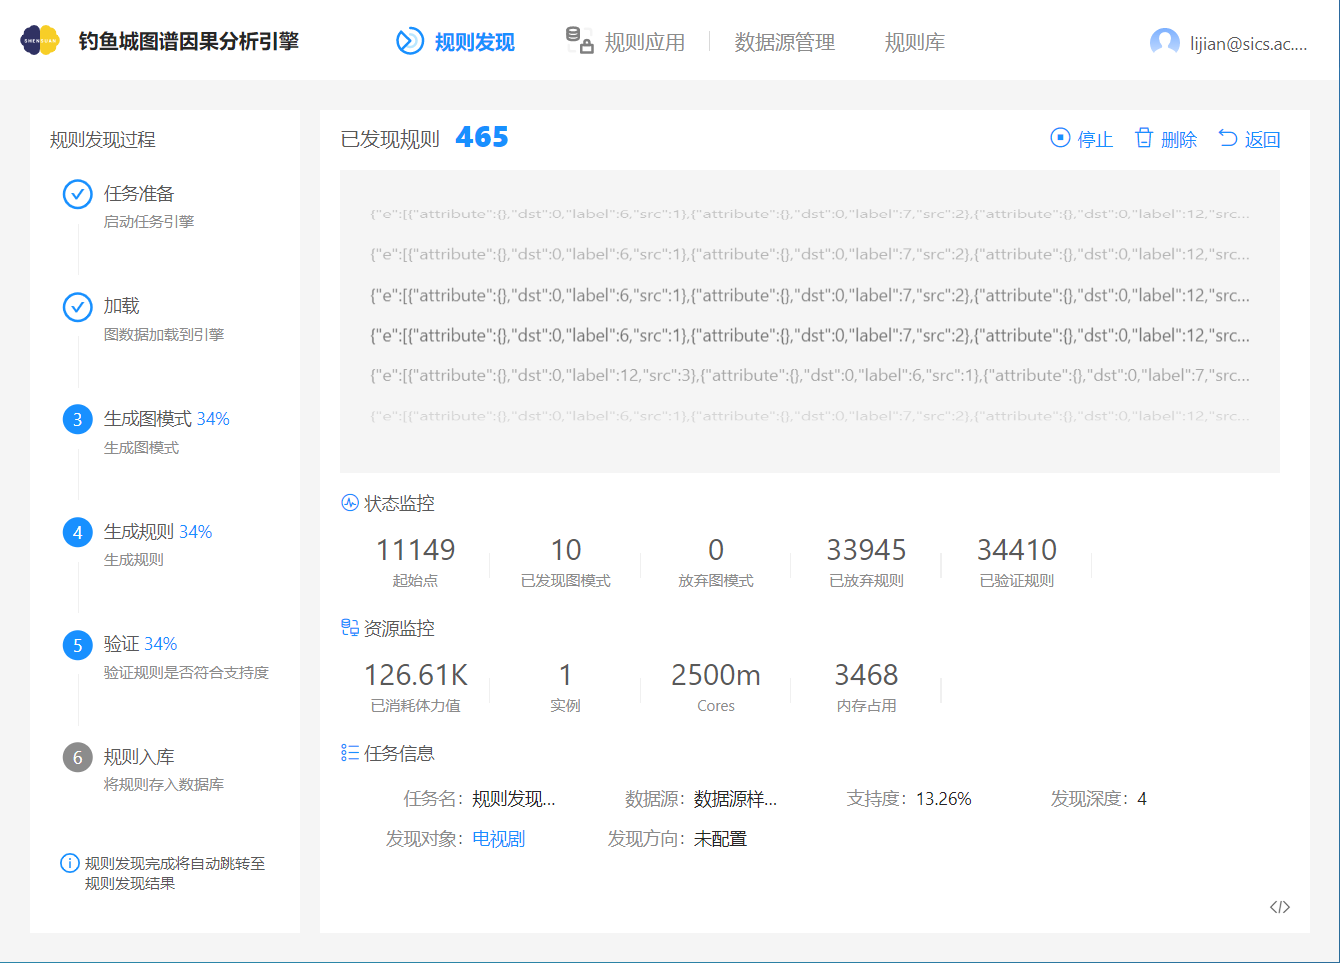 钓鱼城图谱因果分析引擎
规则发现
规则应用
数据源管理
规则库
lijian@sics.ac....
规则发现过程
任务准备
启动任务引擎
加载
图数据加载到引擎
3 生成图模式 34%
生成图模式
4 生成规则 34%
生成规则
5 验证 34%
验证规则是否符合支持度
6 规则入库
将规则存入数据库
规则发现完成将自动跳转至
规则发现结果
已发现规则 465
停止 删除 返回
{"e":[{"attribute":{},"dst":0,"label":6,"src":1},{"attribute":{},"dst":0,"label":7,"src":2},{"attribute":{},"dst":0,"label":12,"src...
{"e":[{"attribute":{},"dst":0,"label":6,"src":1},{"attribute":{},"dst":0,"label":7,"src":2},{"attribute":{},"dst":0,"label":12,"src...
{"e":[{"attribute":{},"dst":0,"label":6,"src":1},{"attribute":{},"dst":0,"label":7,"src":2},{"attribute":{},"dst":0,"label":12,"src...
{"e":[{"attribute":{},"dst":0,"label":6,"src":1},{"attribute":{},"dst":0,"label":7,"src":2},{"attribute":{},"dst":0,"label":12,"src...
{"e":[{"attribute":{},"dst":0,"label":12,"src":3},{"attribute":{},"dst":0,"label":6,"src":1},{"attribute":{},"dst":0,"label":7,"src...
{"e":[{"attribute":{},"dst":0,"label":6,"src":1},{"attribute":{},"dst":0,"label":7,"src":2},{"attribute":{},"dst":0,"label":12,"src...
状态监控
11149 10 0 33945 34410
起始点 已发现图模式 放弃图模式 已放弃规则 已验证规则
资源监控
126.61K 1 2500m 3468
已消耗体力值 实例 Cores 内存占用
任务信息
任务名：规则发现... 数据源：数据源样... 支持度：13.26% 发现深度：4
发现对象：电视剧 发现方向：未配置